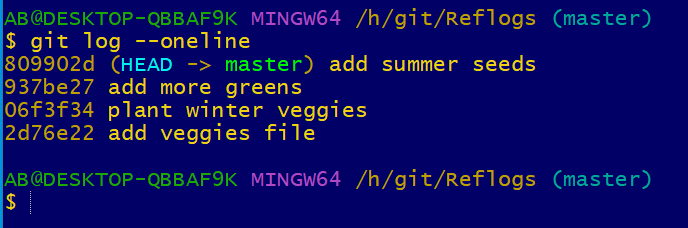 AB@DESKTOP-QBBAF9K MINGW64 /h/git/Reflogs (master)
$ git log --oneline
809902d (HEAD -> master) add summer seeds
937be27 add more greens
06f3f34 plant winter veggies
2d76e22 add veggies file
AB@DESKTOP-QBBAF9K MINGW64 /h/git/Reflogs (master)
$